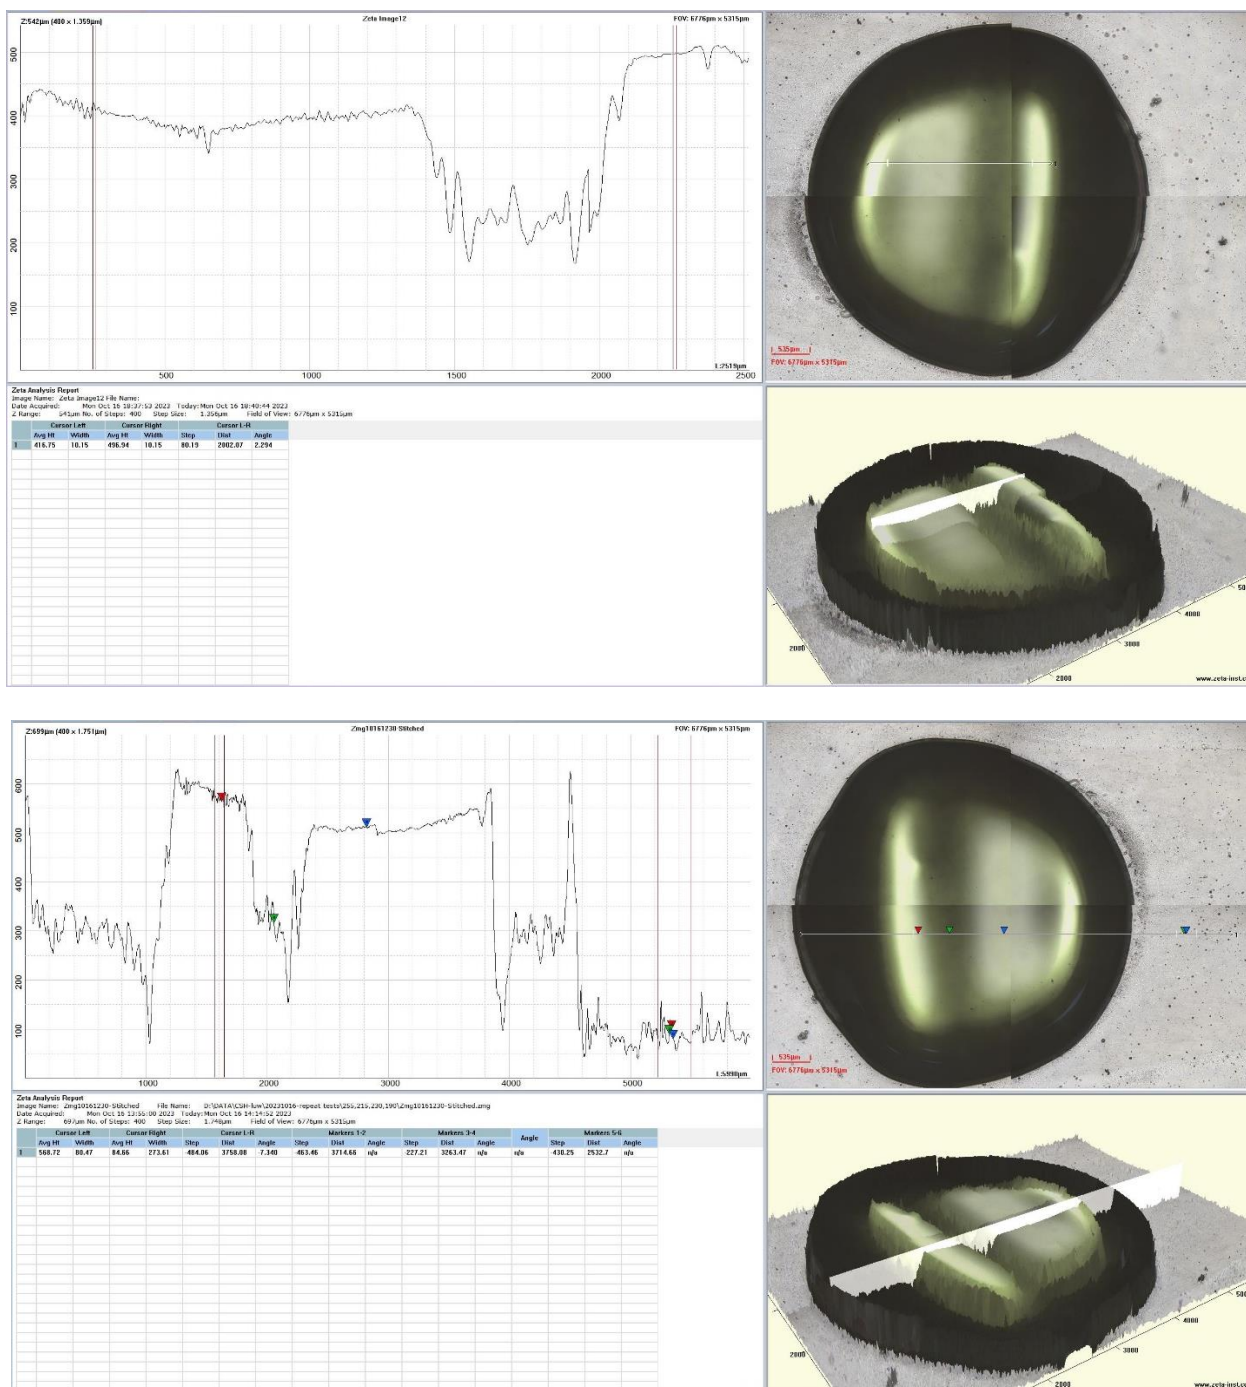 Z:542µm (400 x 1.359µm)
Zeta Image12
FOV: 6776µm x 5315µm
500
400
300
200
100
L:2519µm
500
1000
1500
2000
2500
535µm
FOV: 6776µm x 5315µm
Zeta Analysis Report
Image Name: Zeta Image12 File Name:
Date Acquired: Mon Oct 16 18:37:53 2023 Today: Mon Oct 16 18:40:44 2023
Z Range: 541µm No. of Steps: 400 Step Size: 1.356µm Field of View: 6776µm x 5315µm
Cursor Left Cursor Right Cursor L-R
Avg Ht Width Avg Ht Width Step Dist Angle
1 416.75 10.15 496.94 10.15 80.19 2002.07 2.294
2000
2000
3000
4000
www.zeta-inst.c
Z:699µm (400 x 1.751µm)
Zmg10161230-Stitched
FOV: 6776µm x 5315µm
600
500
400
300
200
100
L:5998µm
1000
2000
3000
4000
5000
535µm
FOV: 6776µm x 5315µm
Zeta Analysis Report
Image Name: Zmg10161230-Stitched File Name: D:\DATA\CSH-luw\20231016-repeat tests\255,215,230,190\Zmg10161230-Stitched.zmg
Date Acquired: Mon Oct 16 13:55:00 2023 Today: Mon Oct 16 14:14:52 2023
Z Range: 697µm No. of Steps: 400 Step Size: 1.748µm Field of View: 6776µm x 5315µm
Cursor Left Cursor Right Cursor L-R Markers 1-2 Markers 3-4 Angle Markers 5-6
Avg Ht Width Avg Ht Width Step Dist Angle Step Dist Angle Step Dist Angle Step Dist Angle
1 568.72 80.47 84.66 273.61 -484.06 3758.08 -7.340 -463.46 3714.66 n/a -227.21 3263.47 n/a n/a -430.25 2532.7 n/a
2000
2000
3000
4000
www.zeta-inst.c